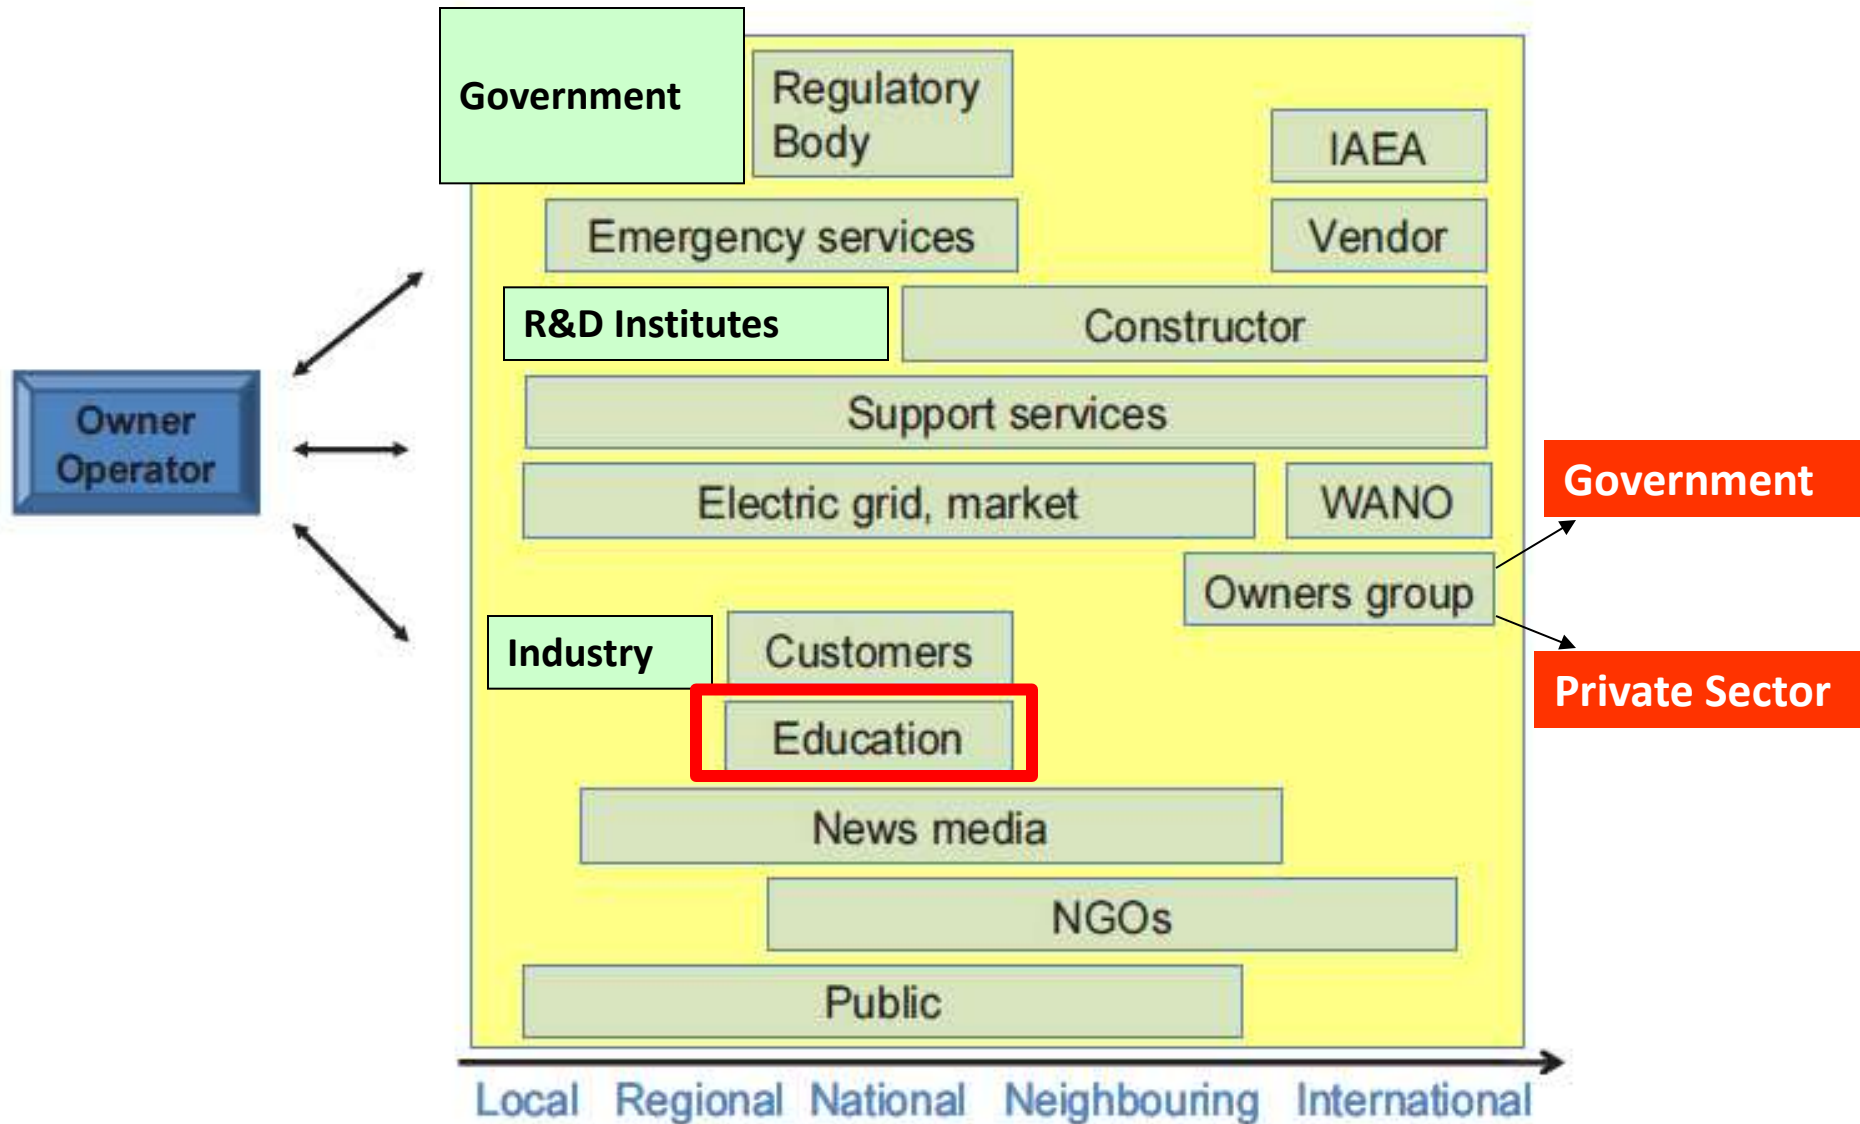 Government
Regulatory
Body
IAEA
Emergency services
Vendor
R&D Institutes
Constructor
Owner
Operator
Support services
Electric grid, market
WANO
Government
Owners group
Industry
Customers
Private Sector
Education
News media
NGOs
Public
Local Regional National Neighbouring International